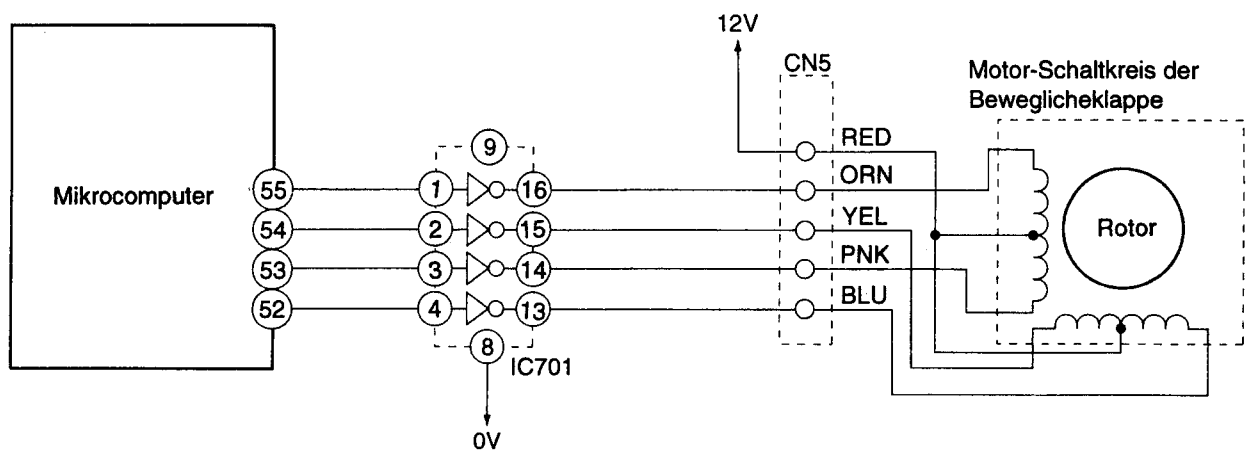 12V
CN5
Motor-Schaltkreis der
Beweglicheklappe
Mikrocomputer
9
RED
55
1
16
ORN
54
2
15
YEL
Rotor
53
3
14
PNK
52
4
13
BLU
8
IC701
0V